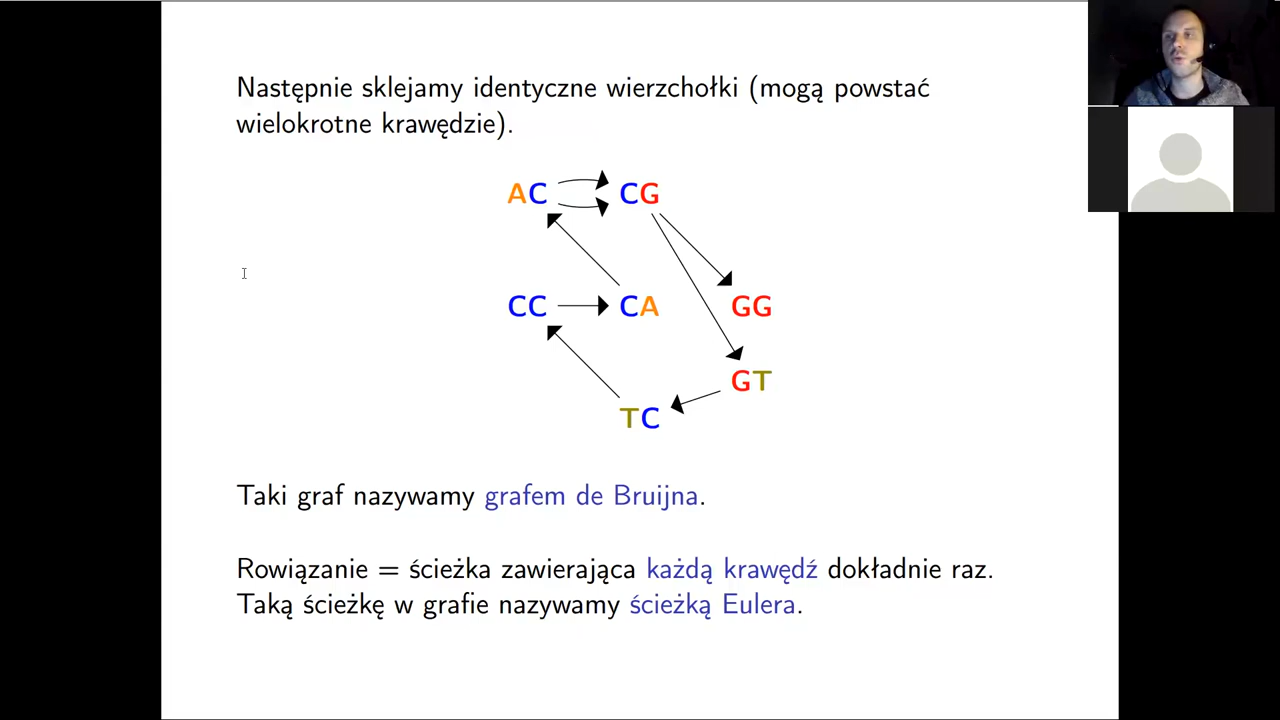 Następnie sklejamy identyczne wierzchołki (mogą powstać
wielokrotne krawędzie).
AC CG
CC CA GG
GT
TC
Taki graf nazywamy grafem de Bruijna.
Rowiązanie = ścieżka zawierająca każdą krawędź dokładnie raz.
Taką ścieżkę w grafie nazywamy ścieżką Eulera.